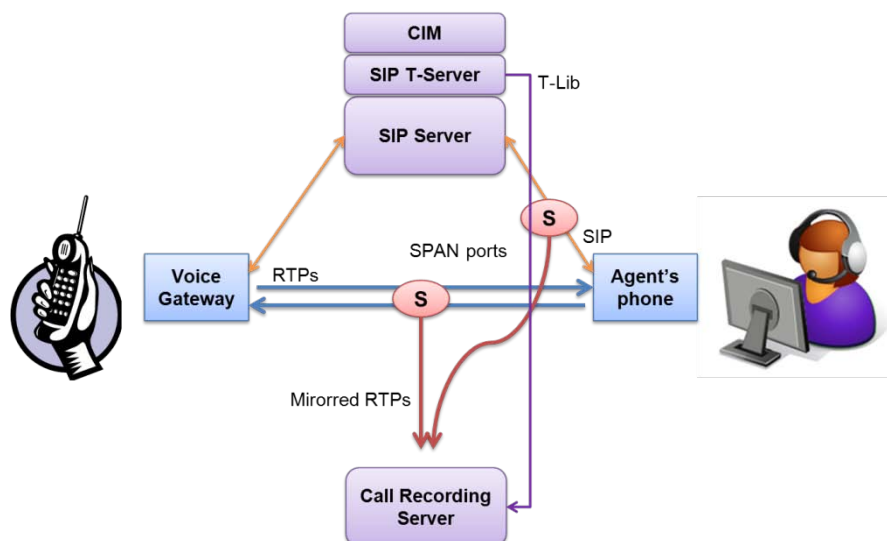 CIM
SIP T-Server
T-Lib
SIP Server
S
SIP
SPAN ports
Voice
Gateway
RTPs
Agent's
phone
S
Mirorred RTPs
Call Recording
Server